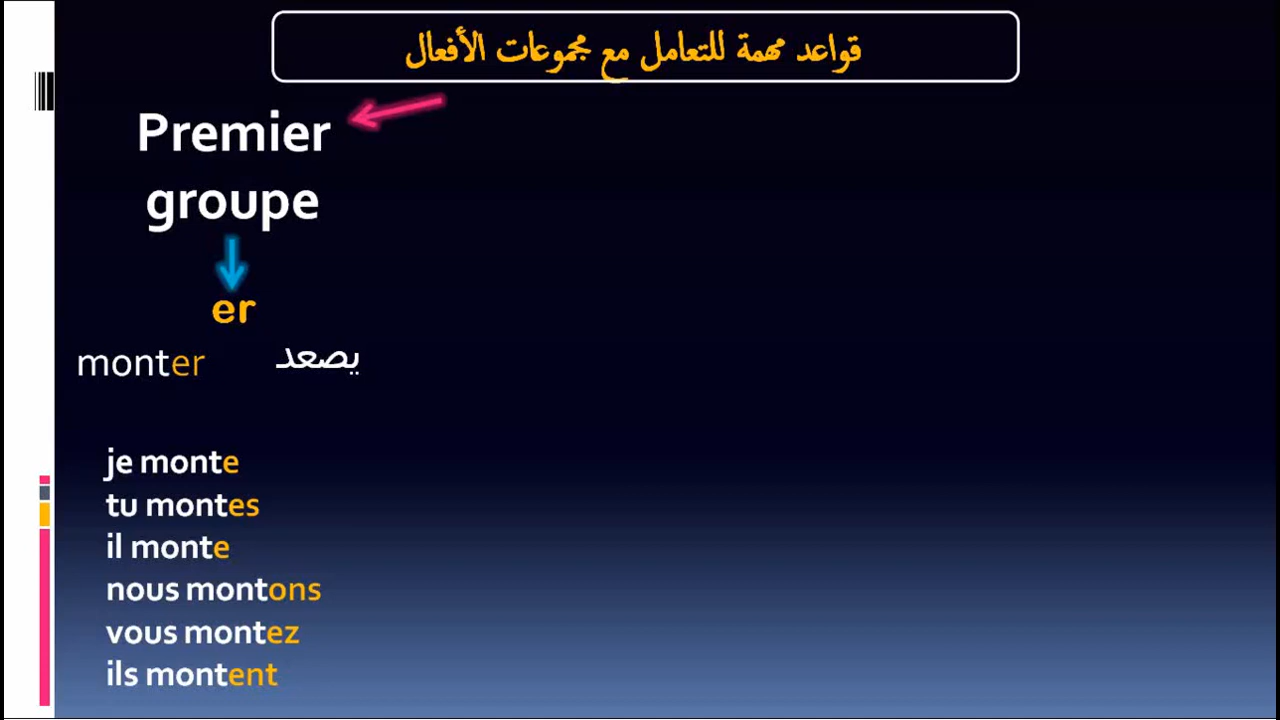 قواعد مهمة للتعامل مع مجموعات الأفعال
Premier
groupe
er
monter يصعد
je monte
tu montes
il monte
nous montons
vous montez
ils montent